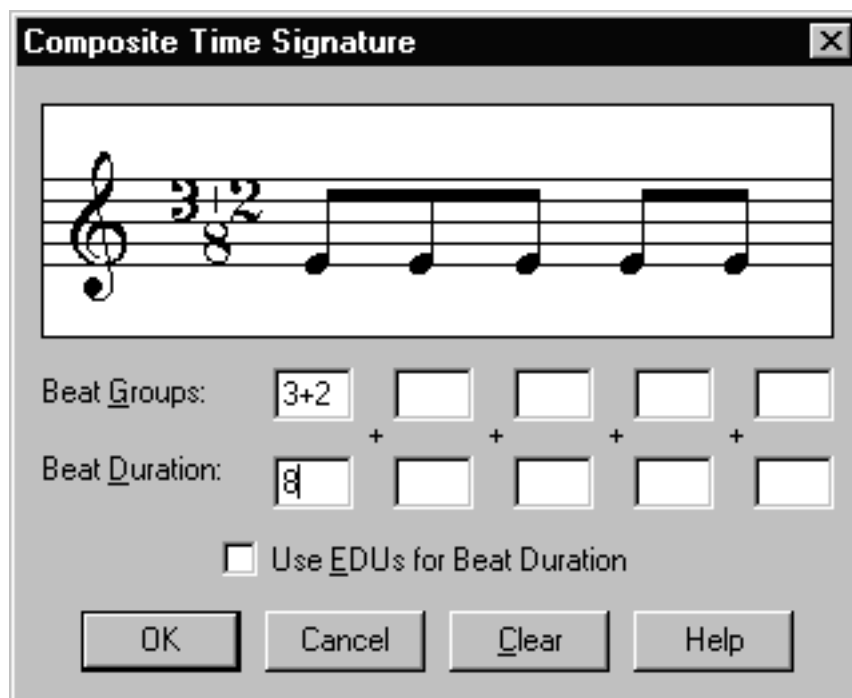 Composite Time Signature
3+2
8
Beat Groups: 3+2
+ + + +
Beat Duration: 8
Use EDUs for Beat Duration
OK Cancel Clear Help